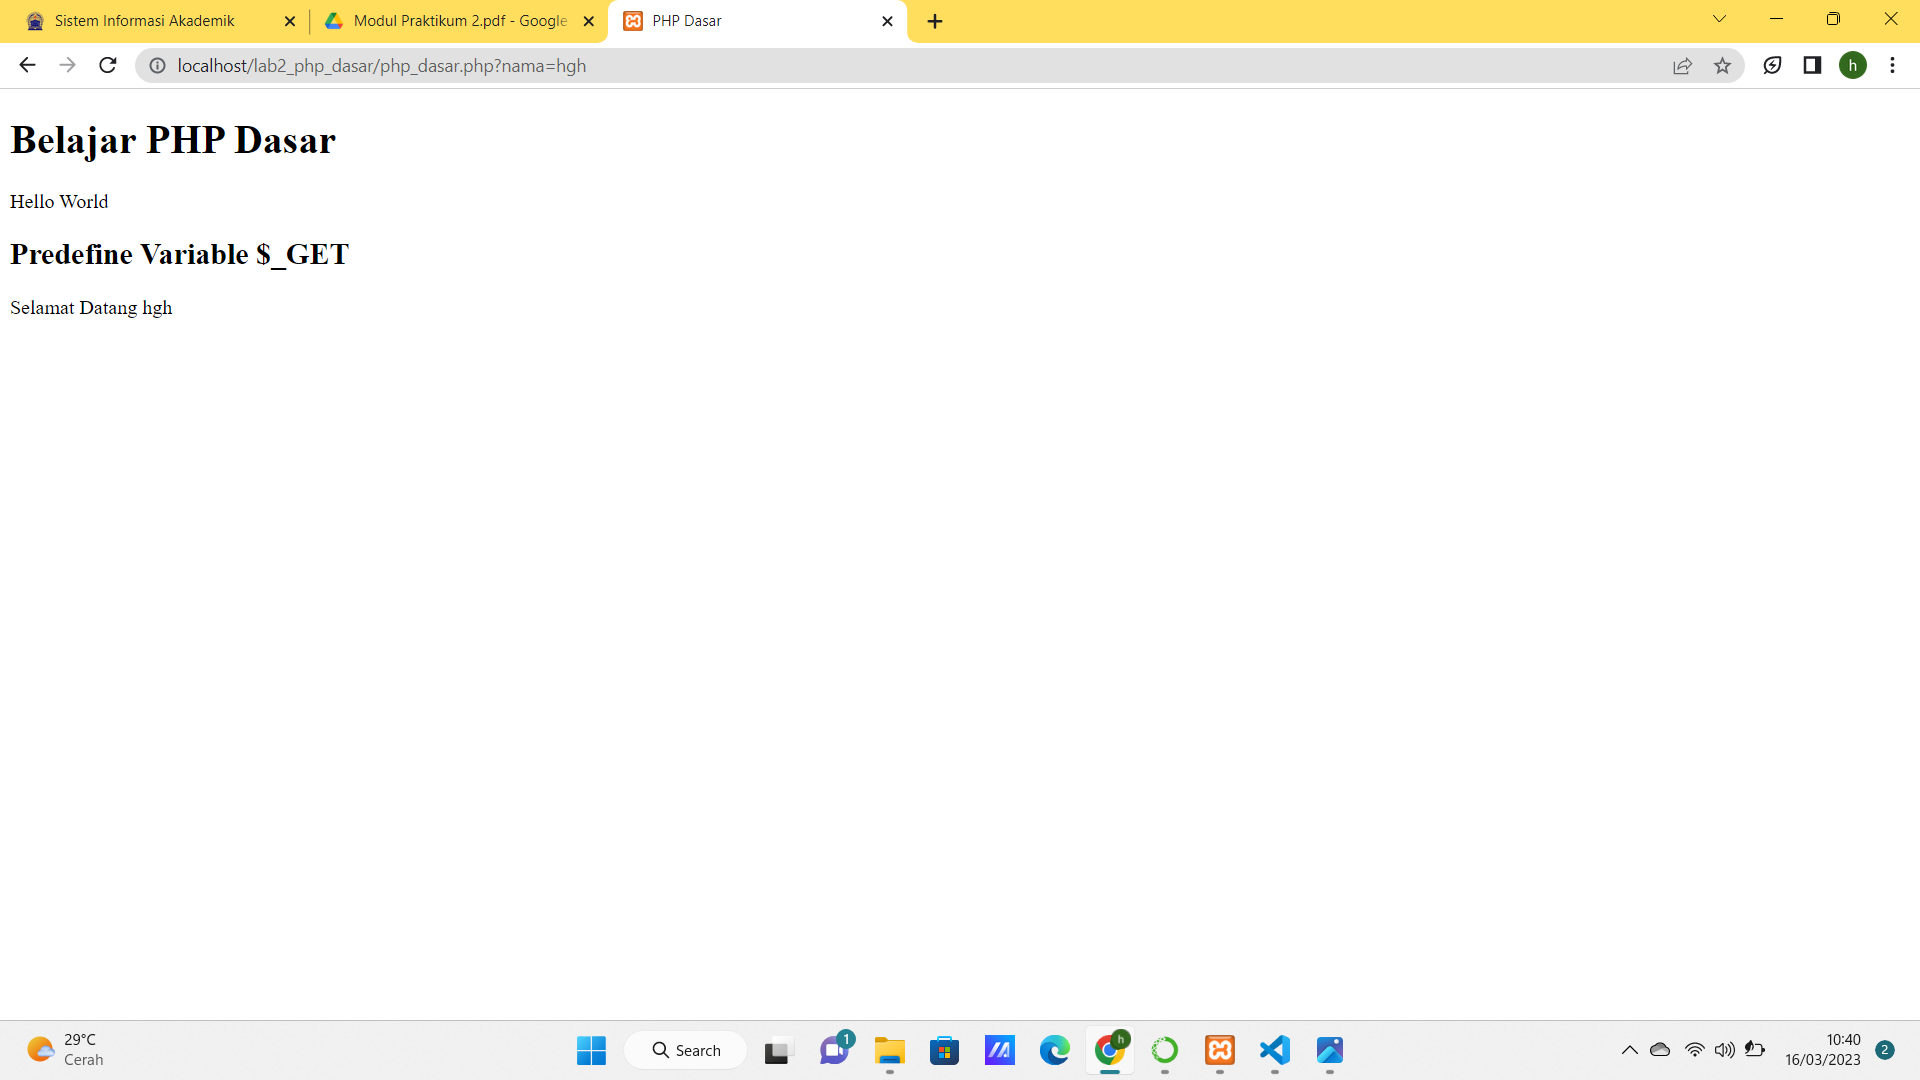 Sistem Informasi Akademik
Modul Praktikum 2.pdf - Google
PHP Dasar
localhost/lab2_php_dasar/php_dasar.php?nama=hgh
h
Belajar PHP Dasar
Hello World
Predefine Variable $_GET
Selamat Datang hgh
29°C
Cerah
Search
1
h
10:40
16/03/2023
2